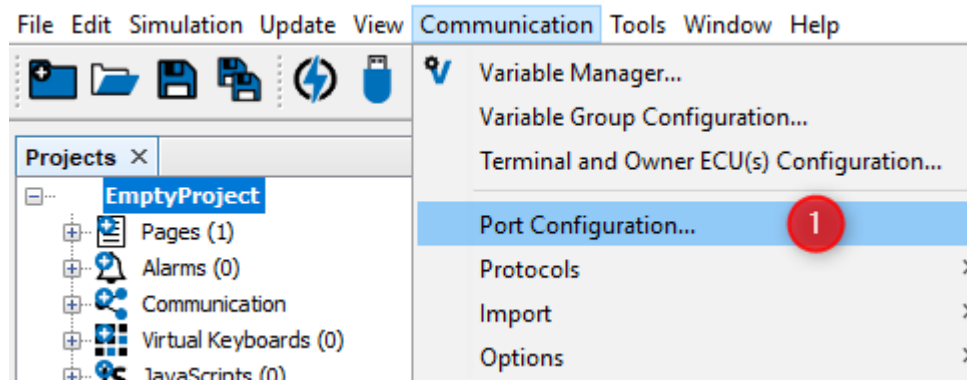 File Edit Simulation Update View Communication Tools Window Help
Variable Manager...
Variable Group Configuration...
Terminal and Owner ECU(s) Configuration...
Port Configuration... 1
Protocols
Import
Options
Projects
EmptyProject
Pages (1)
Alarms (0)
Communication
Virtual Keyboards (0)
JavaScripts (0)